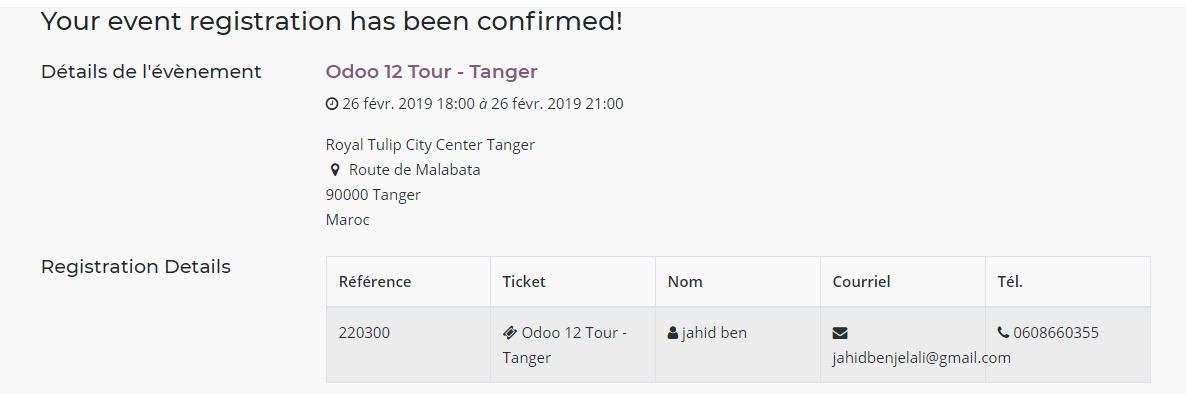 Your event registration has been confirmed!
Détails de l'évènement
Odoo 12 Tour - Tanger
26 févr. 2019 18:00 à 26 févr. 2019 21:00
Royal Tulip City Center Tanger
Route de Malabata
90000 Tanger
Maroc
Registration Details
Référence Ticket Nom Courriel Tél.
220300 Odoo 12 Tour - jahid ben 0608660355
Tanger jahidbenjelali@gmail.com